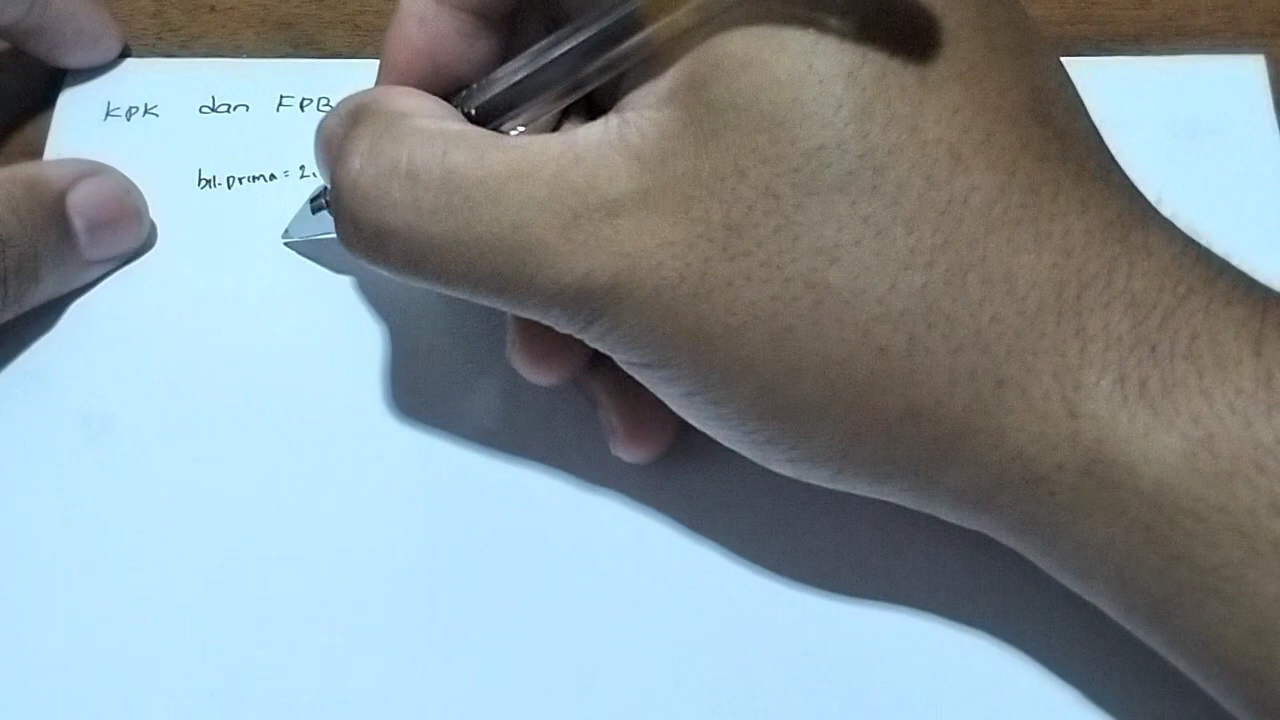 KPK dan FPB
bil.prima = 2,